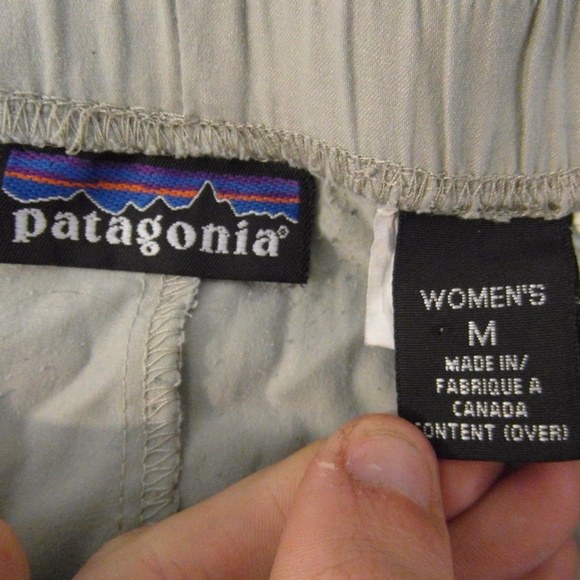 patagonia®
WOMEN'S
M
MADE IN/
FABRIQUE A
CANADA
CONTENT (OVER)